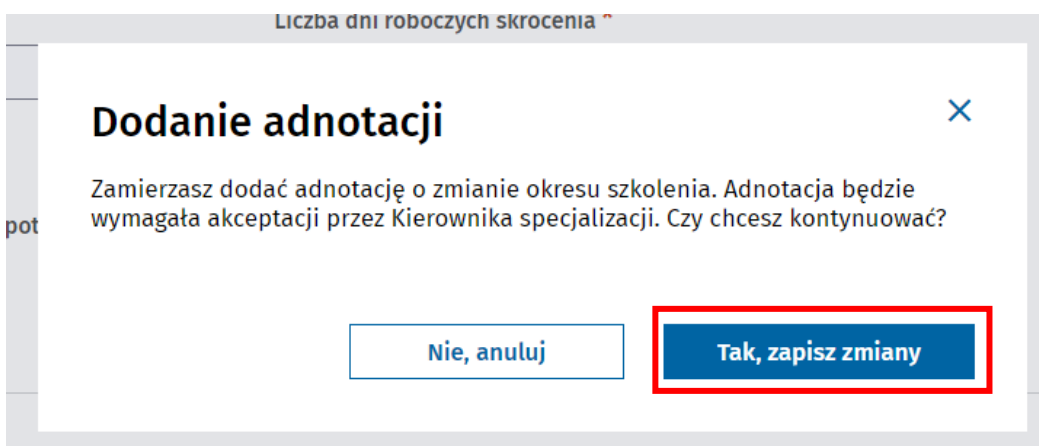 Liczba dni roboczych skrócenia *
Dodanie adnotacji
Zamierzasz dodać adnotację o zmianie okresu szkolenia. Adnotacja będzie
wymagała akceptacji przez Kierownika specjalizacji. Czy chcesz kontynuować?
pot
Nie, anuluj
Tak, zapisz zmiany